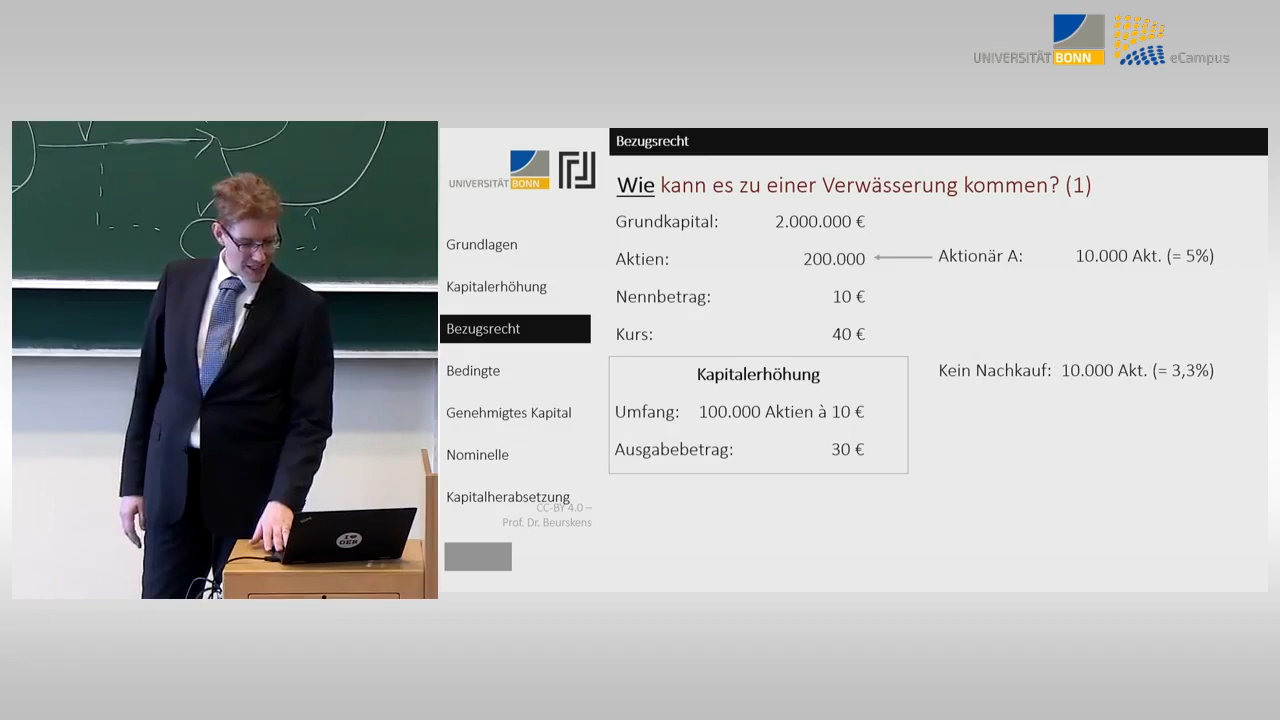 UNIVERSITÄT BONN
eCampus
UNIVERSITÄT BONN
Grundlagen
Kapitalerhöhung
Bezugsrecht
Bedingte
Genehmigtes Kapital
Nominelle
Kapitalherabsetzung
CC-BY 4.0 –
Prof. Dr. Beurskens
Bezugsrecht
Wie kann es zu einer Verwässerung kommen? (1)
Grundkapital: 2.000.000 €
Aktien: 200.000
Aktionär A: 10.000 Akt. (= 5%)
Nennbetrag: 10 €
Kurs: 40 €
Kapitalerhöhung
Kein Nachkauf: 10.000 Akt. (= 3,3%)
Umfang: 100.000 Aktien à 10 €
Ausgabebetrag: 30 €
I ♥
OER